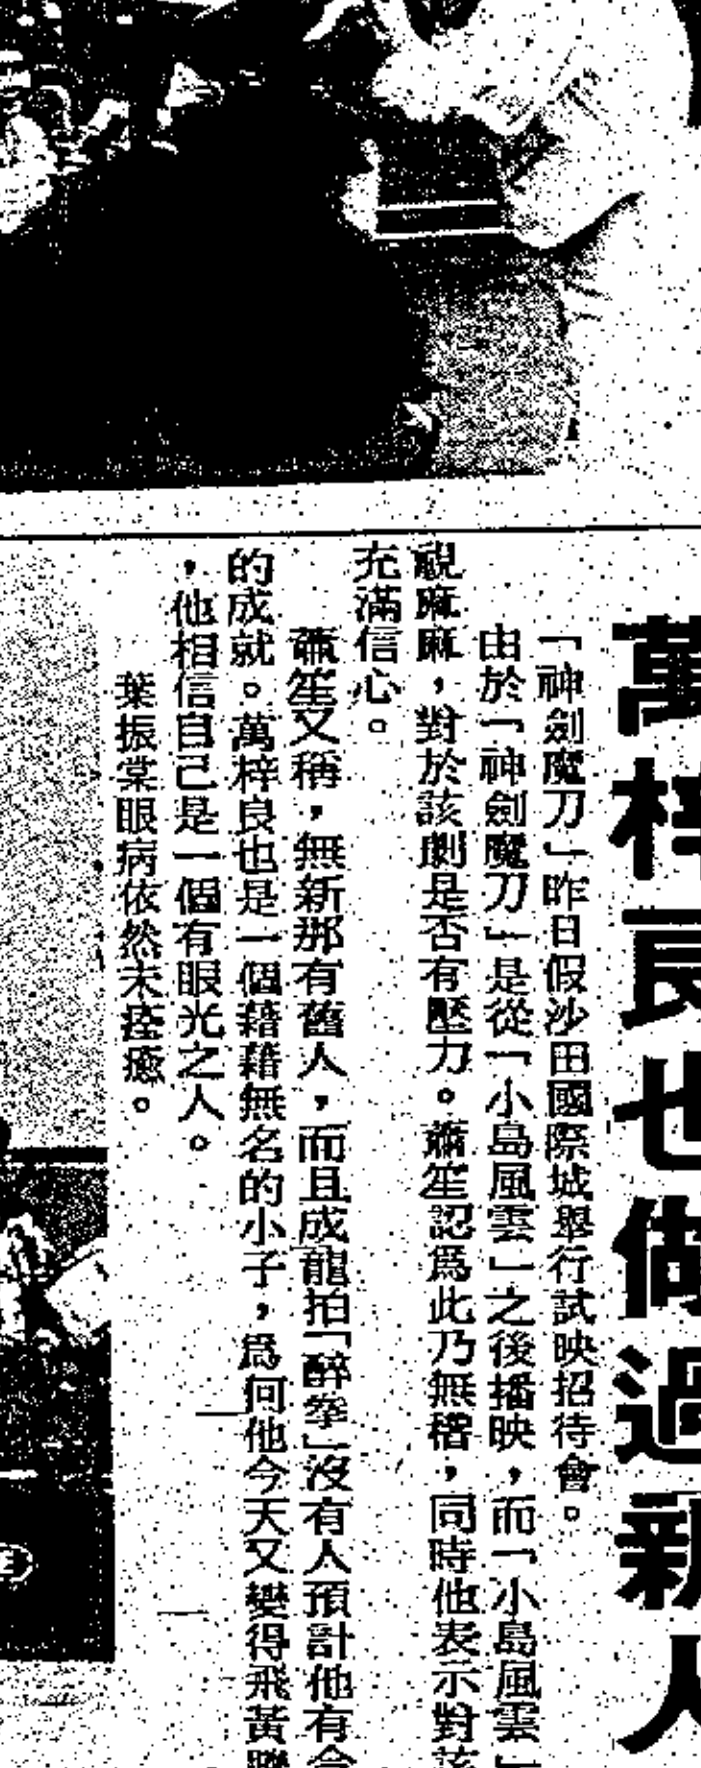 萬梓良也做過新人
「神劍魔刀」昨日假沙田國際城舉行試映招待會。
由於「神劍魔刀」是從「小島風雲」之後播映，而「小島風雲」
麻麻，對於該劇是否有壓力。蕭笙認爲此乃無稽，同時他表示對該
充滿信心。
蕭笙又稱，無新那有舊人，而且成龍拍「醉拳」沒有人預計他有今
的成就。萬梓良也是一個藉藉無名的小子，爲何他今天又變得飛黃騰
，他相信自己是一個有眼光之人。
葉振棠眼病依然未痊癒。